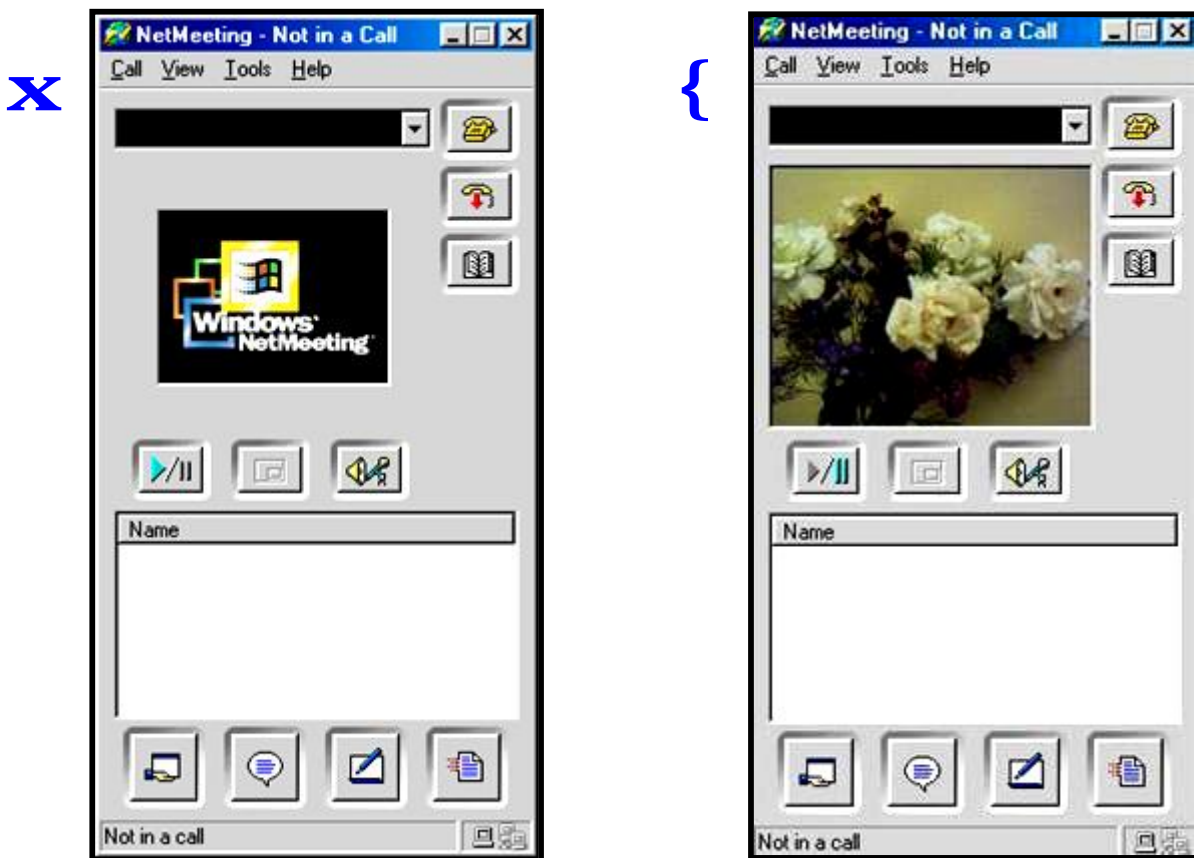 x
NetMeeting - Not in a Call
Call View Tools Help
Windows
NetMeeting
Name
Not in a call
{
NetMeeting - Not in a Call
Call View Tools Help
Name
Not in a call